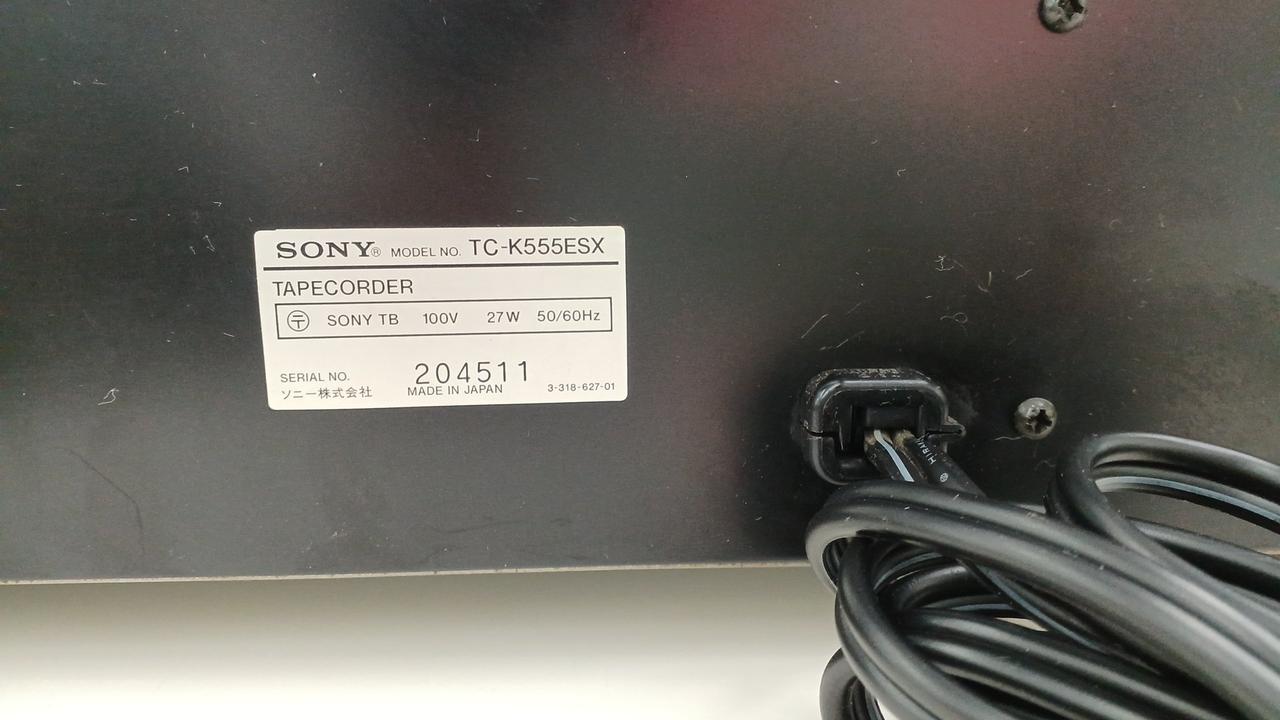 SONY® MODEL NO. TC-K555ESX
TAPECORDER
〒 SONY TB 100V 27W 50/60Hz
SERIAL NO. 204511
ソニー株式会社 MADE IN JAPAN 3-318-627-01